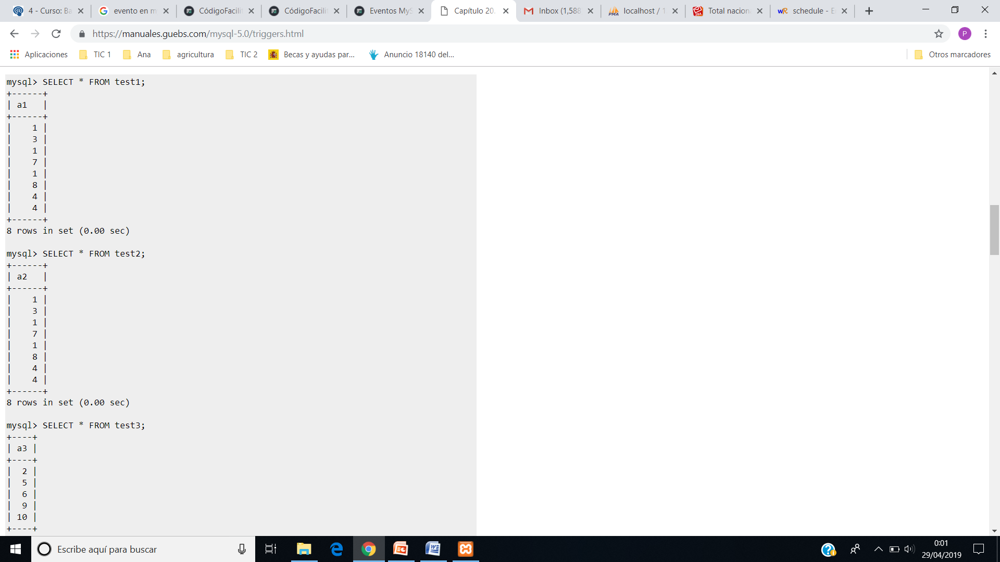 4 - Curso: Ba
evento en m
CódigoFacili
CódigoFacili
Eventos MyS
Capítulo 20.
Inbox (1,588
localhost / 1
Total nacion
schedule - E
https://manuales.guebs.com/mysql-5.0/triggers.html
P
Aplicaciones
TIC 1
Ana
agricultura
TIC 2
Becas y ayudas par...
Anuncio 18140 del...
Otros marcadores
mysql> SELECT * FROM test1;
+------+
| a1   |
+------+
|    1 |
|    3 |
|    1 |
|    7 |
|    1 |
|    8 |
|    4 |
|    4 |
+------+
8 rows in set (0.00 sec)
mysql> SELECT * FROM test2;
+------+
| a2   |
+------+
|    1 |
|    3 |
|    1 |
|    7 |
|    1 |
|    8 |
|    4 |
|    4 |
+------+
8 rows in set (0.00 sec)
mysql> SELECT * FROM test3;
+----+
| a3 |
+----+
|  2 |
|  5 |
|  6 |
|  9 |
| 10 |
+----+
Escribe aquí para buscar
0:01
29/04/2019